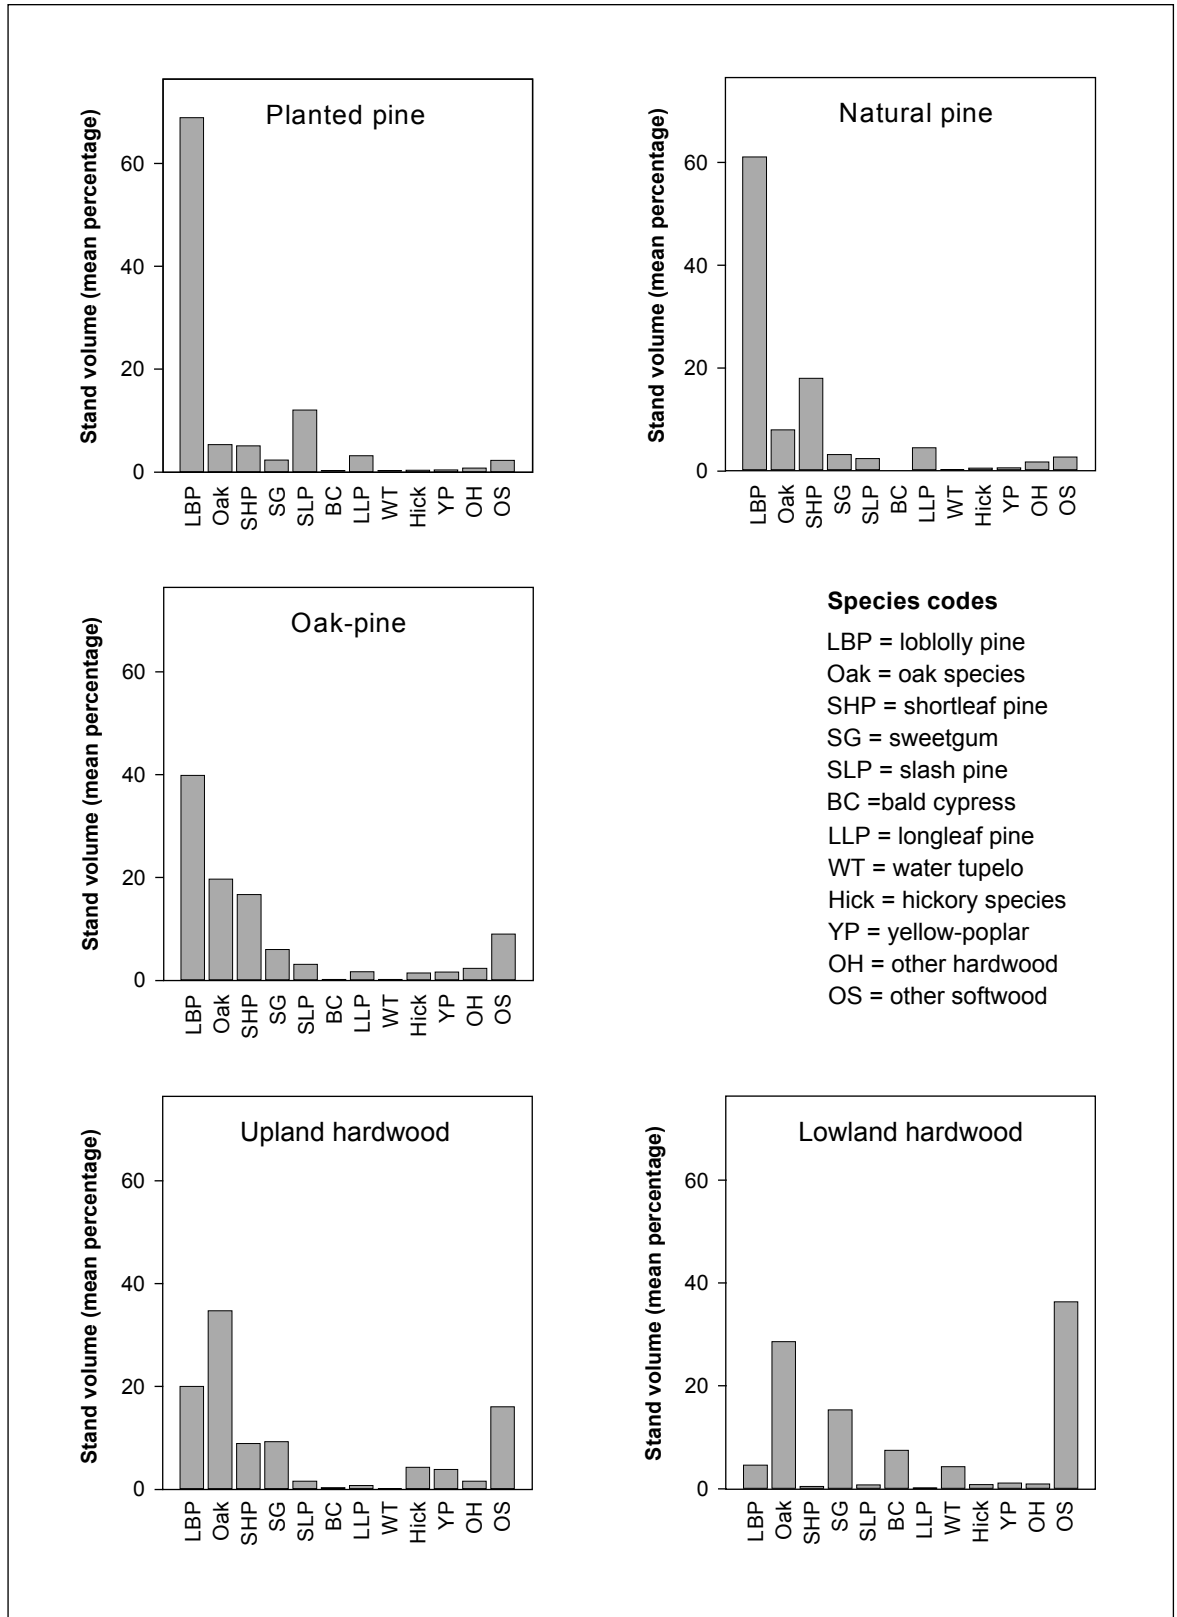 Planted pine
Stand volume (mean percentage)
60
40
20
0
LBP
Oak
SHP
SG
SLP
BC
LLP
WT
Hick
YP
OH
OS
Natural pine
Stand volume (mean percentage)
60
40
20
0
LBP
Oak
SHP
SG
SLP
BC
LLP
WT
Hick
YP
OH
OS
Oak-pine
Stand volume (mean percentage)
60
40
20
0
LBP
Oak
SHP
SG
SLP
BC
LLP
WT
Hick
YP
OH
OS
Species codes
LBP = loblolly pine
Oak = oak species
SHP = shortleaf pine
SG = sweetgum
SLP = slash pine
BC =bald cypress
LLP = longleaf pine
WT = water tupelo
Hick = hickory species
YP = yellow-poplar
OH = other hardwood
OS = other softwood
Upland hardwood
Stand volume (mean percentage)
60
40
20
0
LBP
Oak
SHP
SG
SLP
BC
LLP
WT
Hick
YP
OH
OS
Lowland hardwood
Stand volume (mean percentage)
60
40
20
0
LBP
Oak
SHP
SG
SLP
BC
LLP
WT
Hick
YP
OH
OS